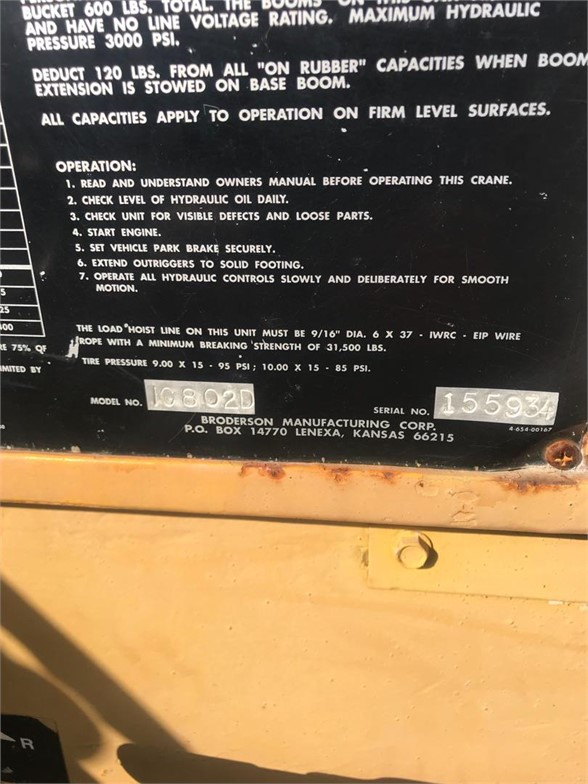 BUCKET 600 LBS. TOTAL. THE BOOMS
AND HAVE NO LINE VOLTAGE RATING. MAXIMUM HYDRAULIC
PRESSURE 3000 PSI.
DEDUCT 120 LBS. FROM ALL "ON RUBBER" CAPACITIES WHEN BOOM
EXTENSION IS STOWED ON BASE BOOM.
ALL CAPACITIES APPLY TO OPERATION ON FIRM LEVEL SURFACES.
OPERATION:
1. READ AND UNDERSTAND OWNERS MANUAL BEFORE OPERATING THIS CRANE.
2. CHECK LEVEL OF HYDRAULIC OIL DAILY.
3. CHECK UNIT FOR VISIBLE DEFECTS AND LOOSE PARTS.
4. START ENGINE.
5. SET VEHICLE PARK BRAKE SECURELY.
6. EXTEND OUTRIGGERS TO SOLID FOOTING.
7. OPERATE ALL HYDRAULIC CONTROLS SLOWLY AND DELIBERATELY FOR SMOOTH
MOTION.
THE LOAD HOIST LINE ON THIS UNIT MUST BE 9/16" DIA. 6 X 37 - IWRC - EIP WIRE
ROPE WITH A MINIMUM BREAKING STRENGTH OF 31,500 LBS.
75% OF
TIRE PRESSURE 9.00 X 15 - 95 PSI; 10.00 X 15 - 85 PSI.
BY
MODEL NO. IC802D SERIAL NO. 155934
BRODERSON MANUFACTURING CORP.
P.O. BOX 14770 LENEXA, KANSAS 66215
4-654-00167
R